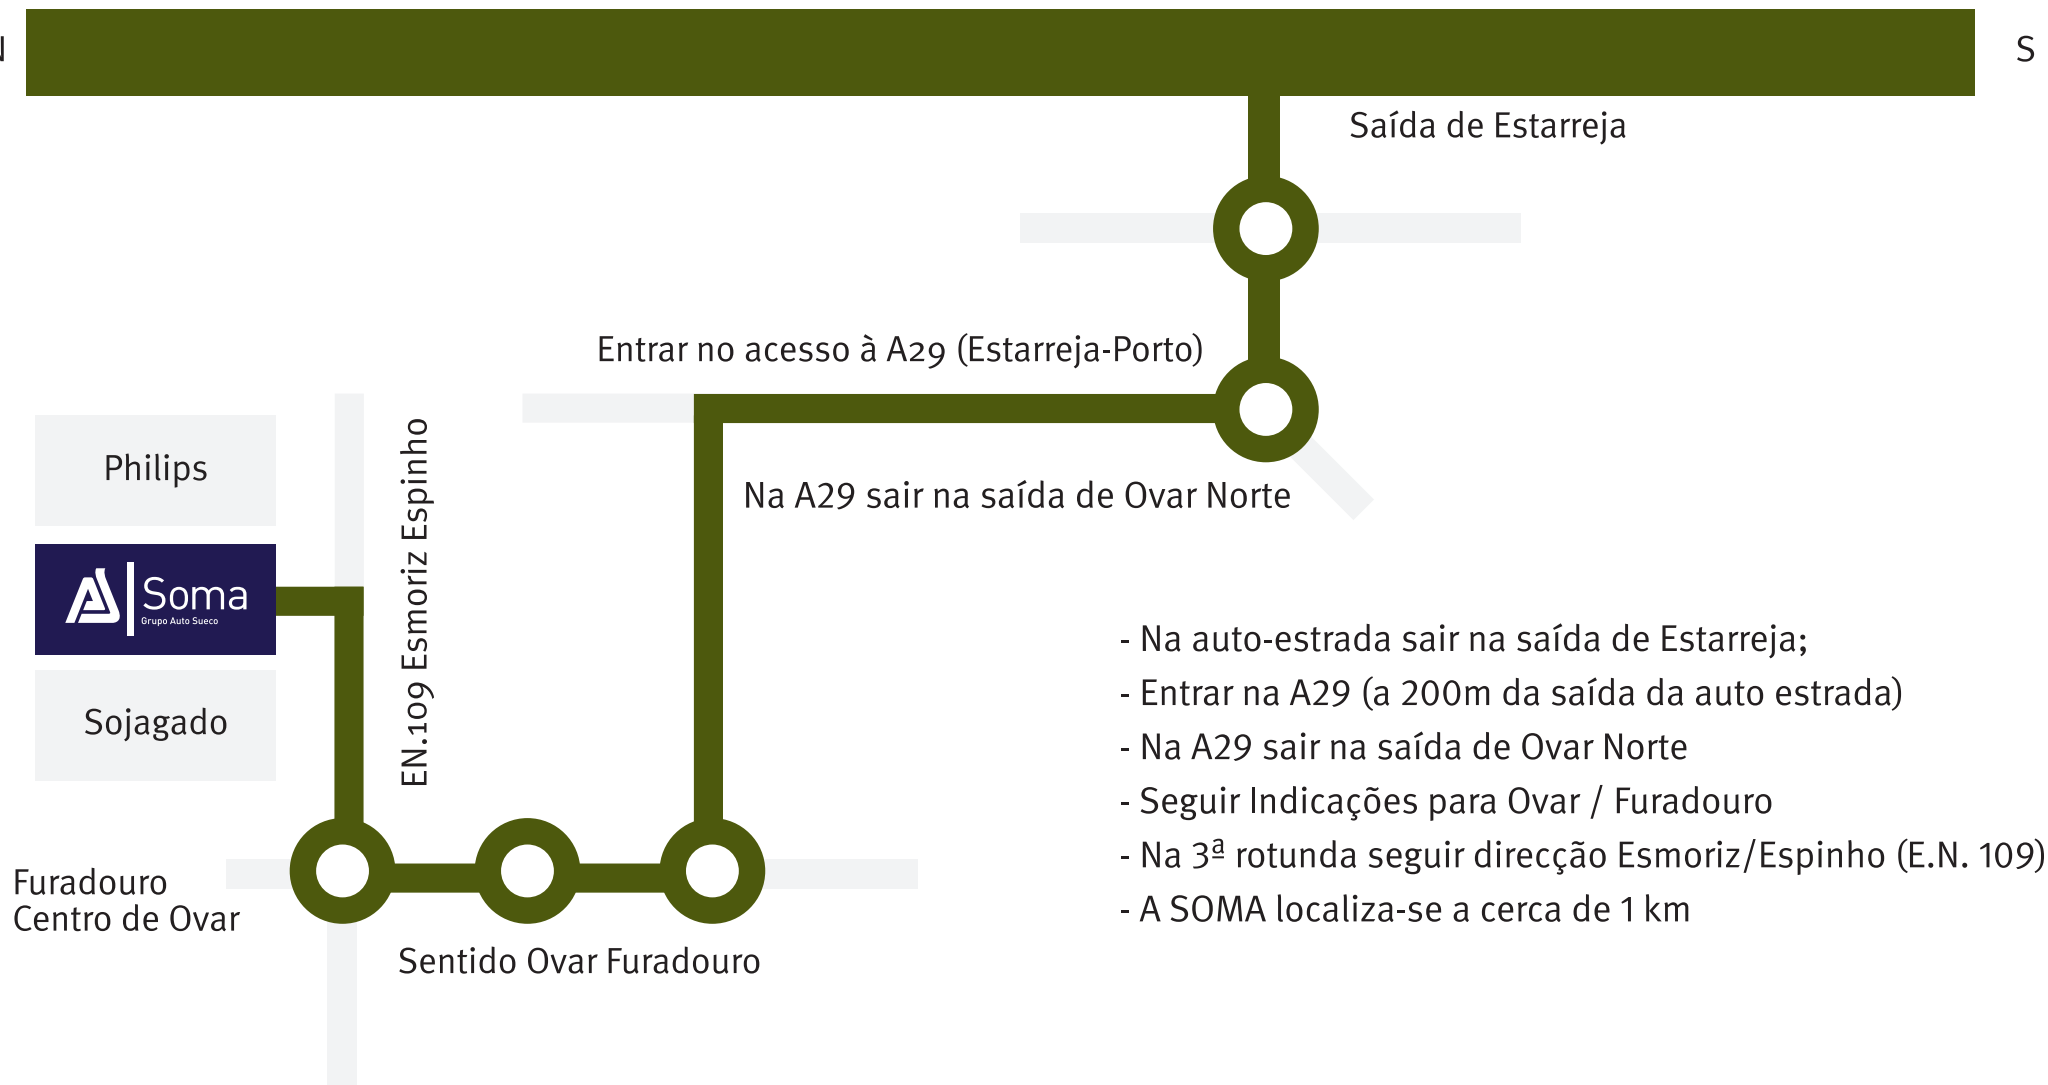 N
S
Saída de Estarreja
Entrar no acesso à A29 (Estarreja-Porto)
Na A29 sair na saída de Ovar Norte
EN.109 Esmoriz Espinho
Philips
Soma
Grupo Auto Sueco
Sojagado
- Na auto-estrada sair na saída de Estarreja;
- Entrar na A29 (a 200m da saída da auto estrada)
- Na A29 sair na saída de Ovar Norte
- Seguir Indicações para Ovar / Furadouro
- Na 3ª rotunda seguir direcção Esmoriz/Espinho (E.N. 109)
- A SOMA localiza-se a cerca de 1 km
Furadouro
Centro de Ovar
Sentido Ovar Furadouro